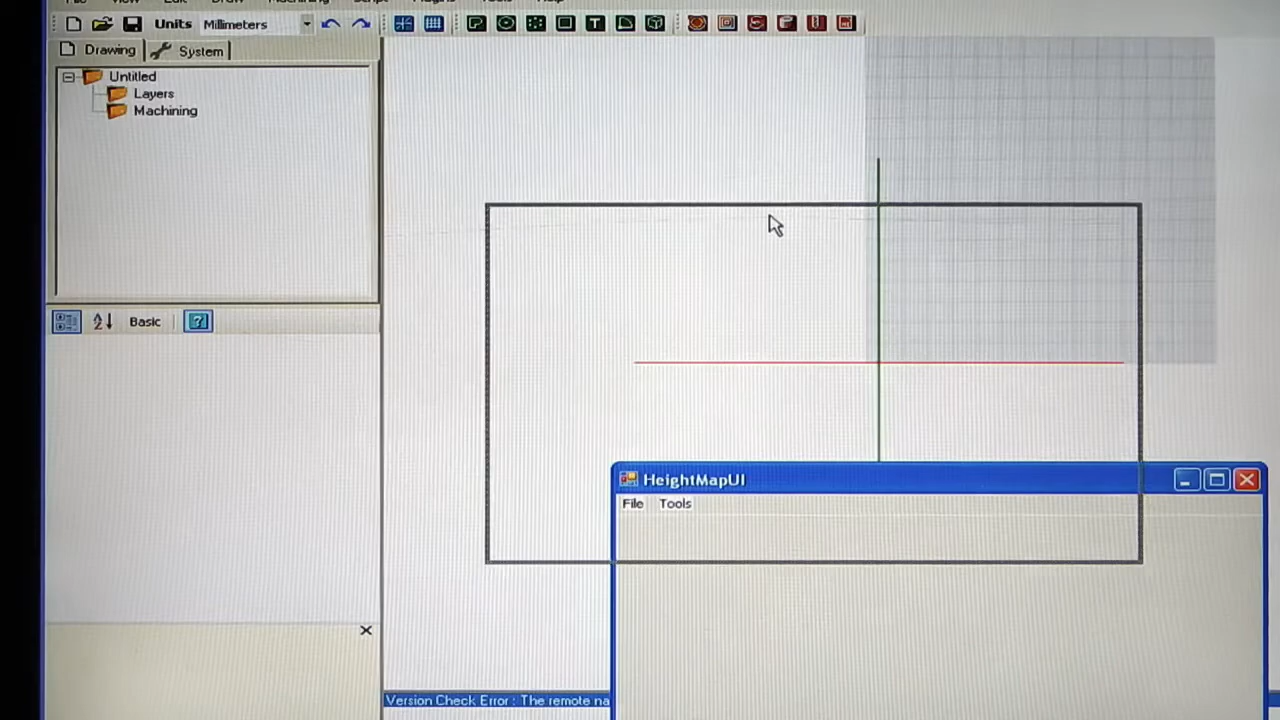 Units Millimeters
Drawing System
Untitled
Layers
Machining
Basic
HeightMapUI
File Tools
Version Check Error : The remote na